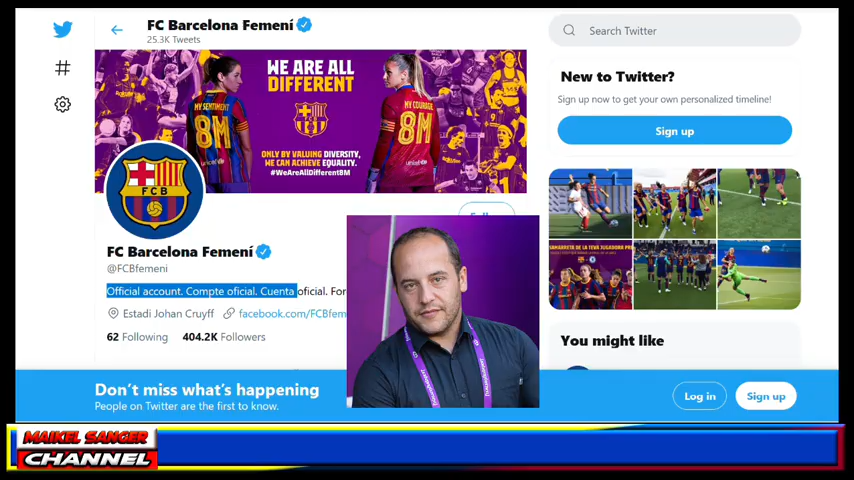 FC Barcelona Femení
25.3K Tweets
Search Twitter
WE ARE ALL
DIFFERENT
MY SENTIMENT
8M
unicef
MY COURAGE
8M
unicef
ONLY BY VALUING DIVERSITY,
WE CAN ACHIEVE EQUALITY.
#WeAreAllDifferent8M
FCB
New to Twitter?
Sign up now to get your own personalized timeline!
Sign up
FC Barcelona Femení
@FCBfemeni
Official account. Compte oficial. Cuenta oficial. For
Estadi Johan Cruyff
facebook.com/FCBfem
62 Following
404.2K Followers
You might like
Don't miss what's happening
People on Twitter are the first to know.
Log in
Sign up
MAIKEL SANGER
CHANNEL